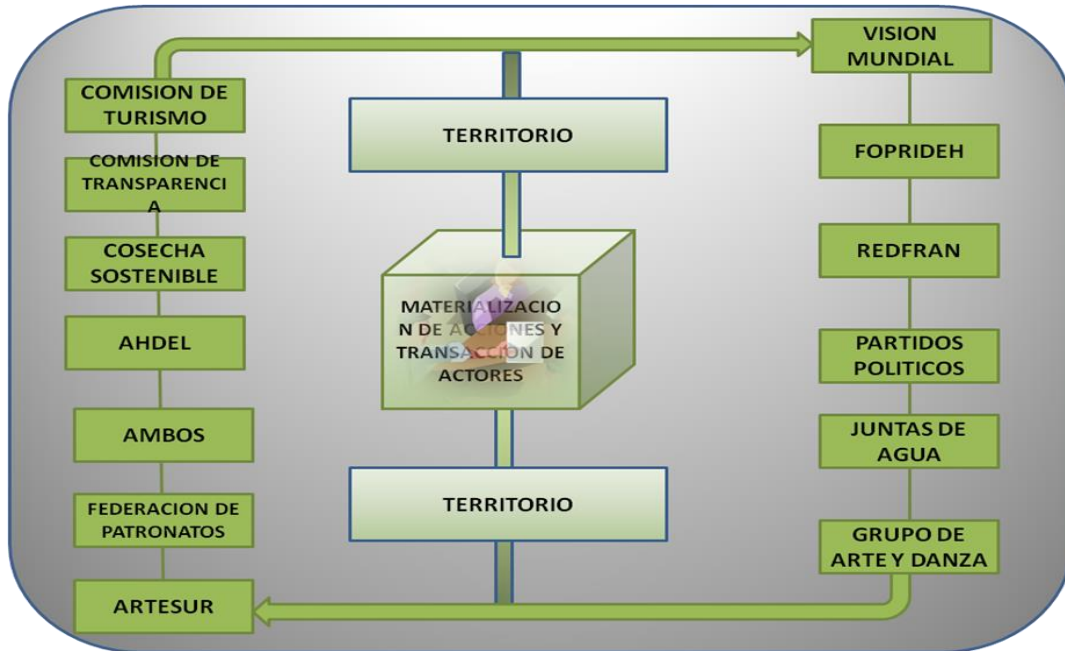 COMISION DE
TURISMO
COMISION DE
TRANSPARENCI
A
COSECHA
SOSTENIBLE
AHDEL
AMBOS
FEDERACION DE
PATRONATOS
ARTESUR
TERRITORIO
MATERIALIZACIO
N DE ACCIONES Y
TRANSACCION DE
ACTORES
TERRITORIO
VISION
MUNDIAL
FOPRIDEH
REDFRAN
PARTIDOS
POLITICOS
JUNTAS DE
AGUA
GRUPO DE
ARTE Y DANZA